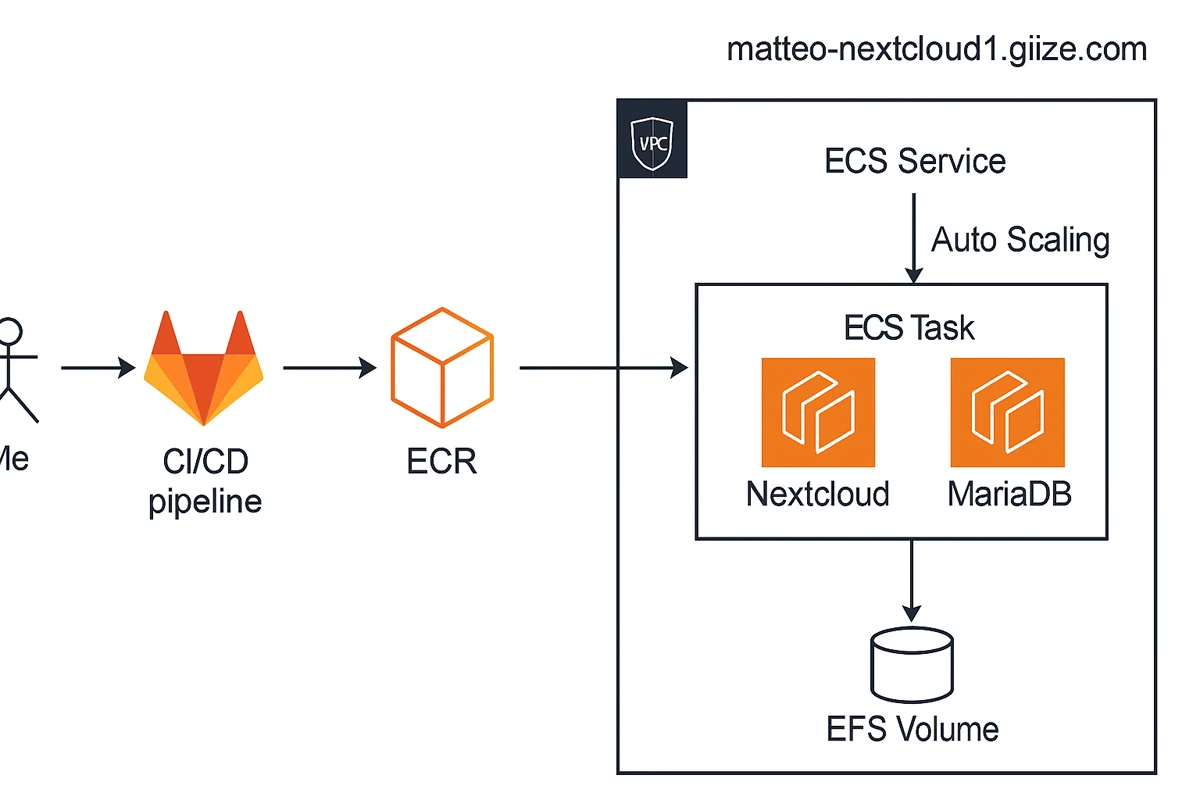 matteo-nextcloud1.giize.com
VPC
ECS Service
Auto Scaling
ECS Task
Nextcloud
MariaDB
EFS Volume
Me
CI/CD
pipeline
ECR